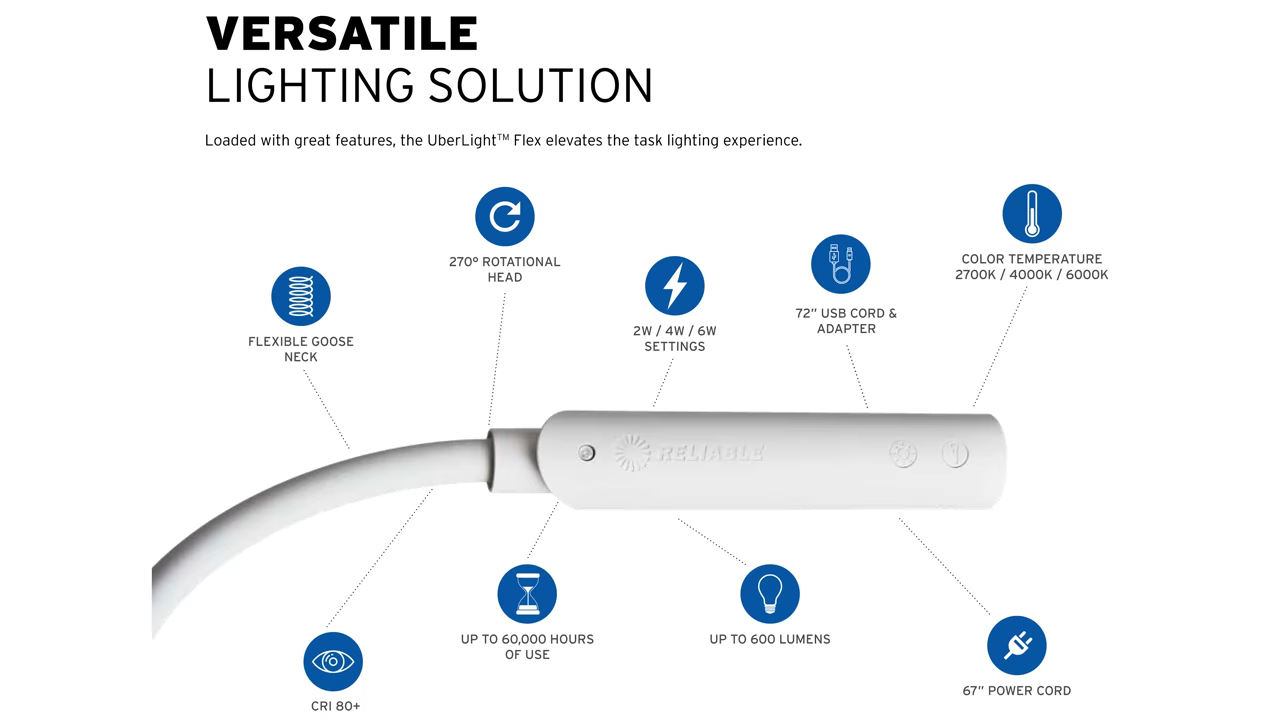 VERSATILE
LIGHTING SOLUTION
Loaded with great features, the UberLight™ Flex elevates the task lighting experience.
270° ROTATIONAL
HEAD
COLOR TEMPERATURE
2700K / 4000K / 6000K
72” USB CORD &
ADAPTER
2W / 4W / 6W
SETTINGS
FLEXIBLE GOOSE
NECK
RELIABLE
UP TO 60,000 HOURS
OF USE
UP TO 600 LUMENS
67” POWER CORD
CRI 80+